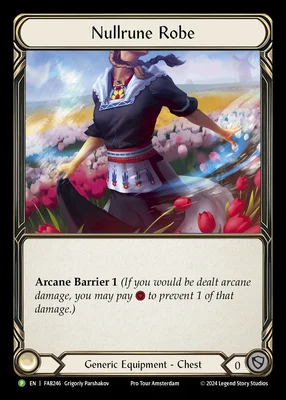 Nullrune Robe
Arcane Barrier 1 (If you would be dealt arcane
damage, you may pay to prevent 1 of that
damage.)
Generic Equipment - Chest
0
P EN | FAB246 Grigoriy Parshakov Pro Tour Amsterdam © 2024 Legend Story Studios